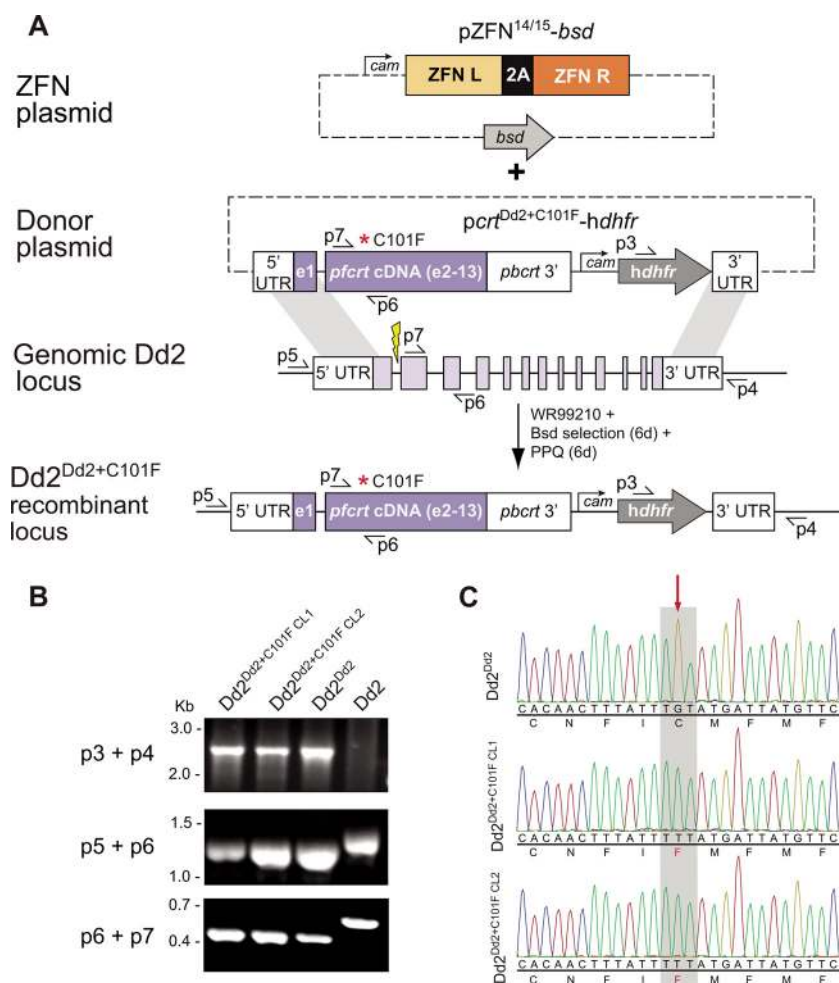 A
pZFN14/15-bsd
ZFN plasmid
cam
ZFN L
2A
ZFN R
bsd
+
Donor plasmid
pcrtDd2+C101F-hdhfr
p7
* C101F
p3
5' UTR
e1
pfcrt cDNA (e2-13)
pbcrt 3'
cam
hdhfr
3' UTR
p6
Genomic Dd2 locus
p5
5' UTR
p7
p6
3' UTR
p4
WR99210 +
Bsd selection (6d) +
PPQ (6d)
Dd2Dd2+C101F
recombinant
locus
p5
p7
* C101F
p3
5' UTR
e1
pfcrt cDNA (e2-13)
pbcrt 3'
cam
hdhfr
3' UTR
p6
p4
B
Dd2Dd2+C101F CL1
Dd2Dd2+C101F CL2
Dd2Dd2
Dd2
Kb
p3 + p4
3.0 -
2.0 -
p5 + p6
1.5 -
1.0 -
p6 + p7
0.7 -
0.4 -
C
Dd2Dd2
C A C A A C T T T A T T T G T A T G A T T A T G T T C
C N F I C M F M F
Dd2Dd2+C101F CL1
C A C A A C T T T A T T T T T A T G A T T A T G T T C
C N F I F M F M F
Dd2Dd2+C101F CL2
C A C A A C T T T A T T T T T A T G A T T A T G T T C
C N F I F M F M F